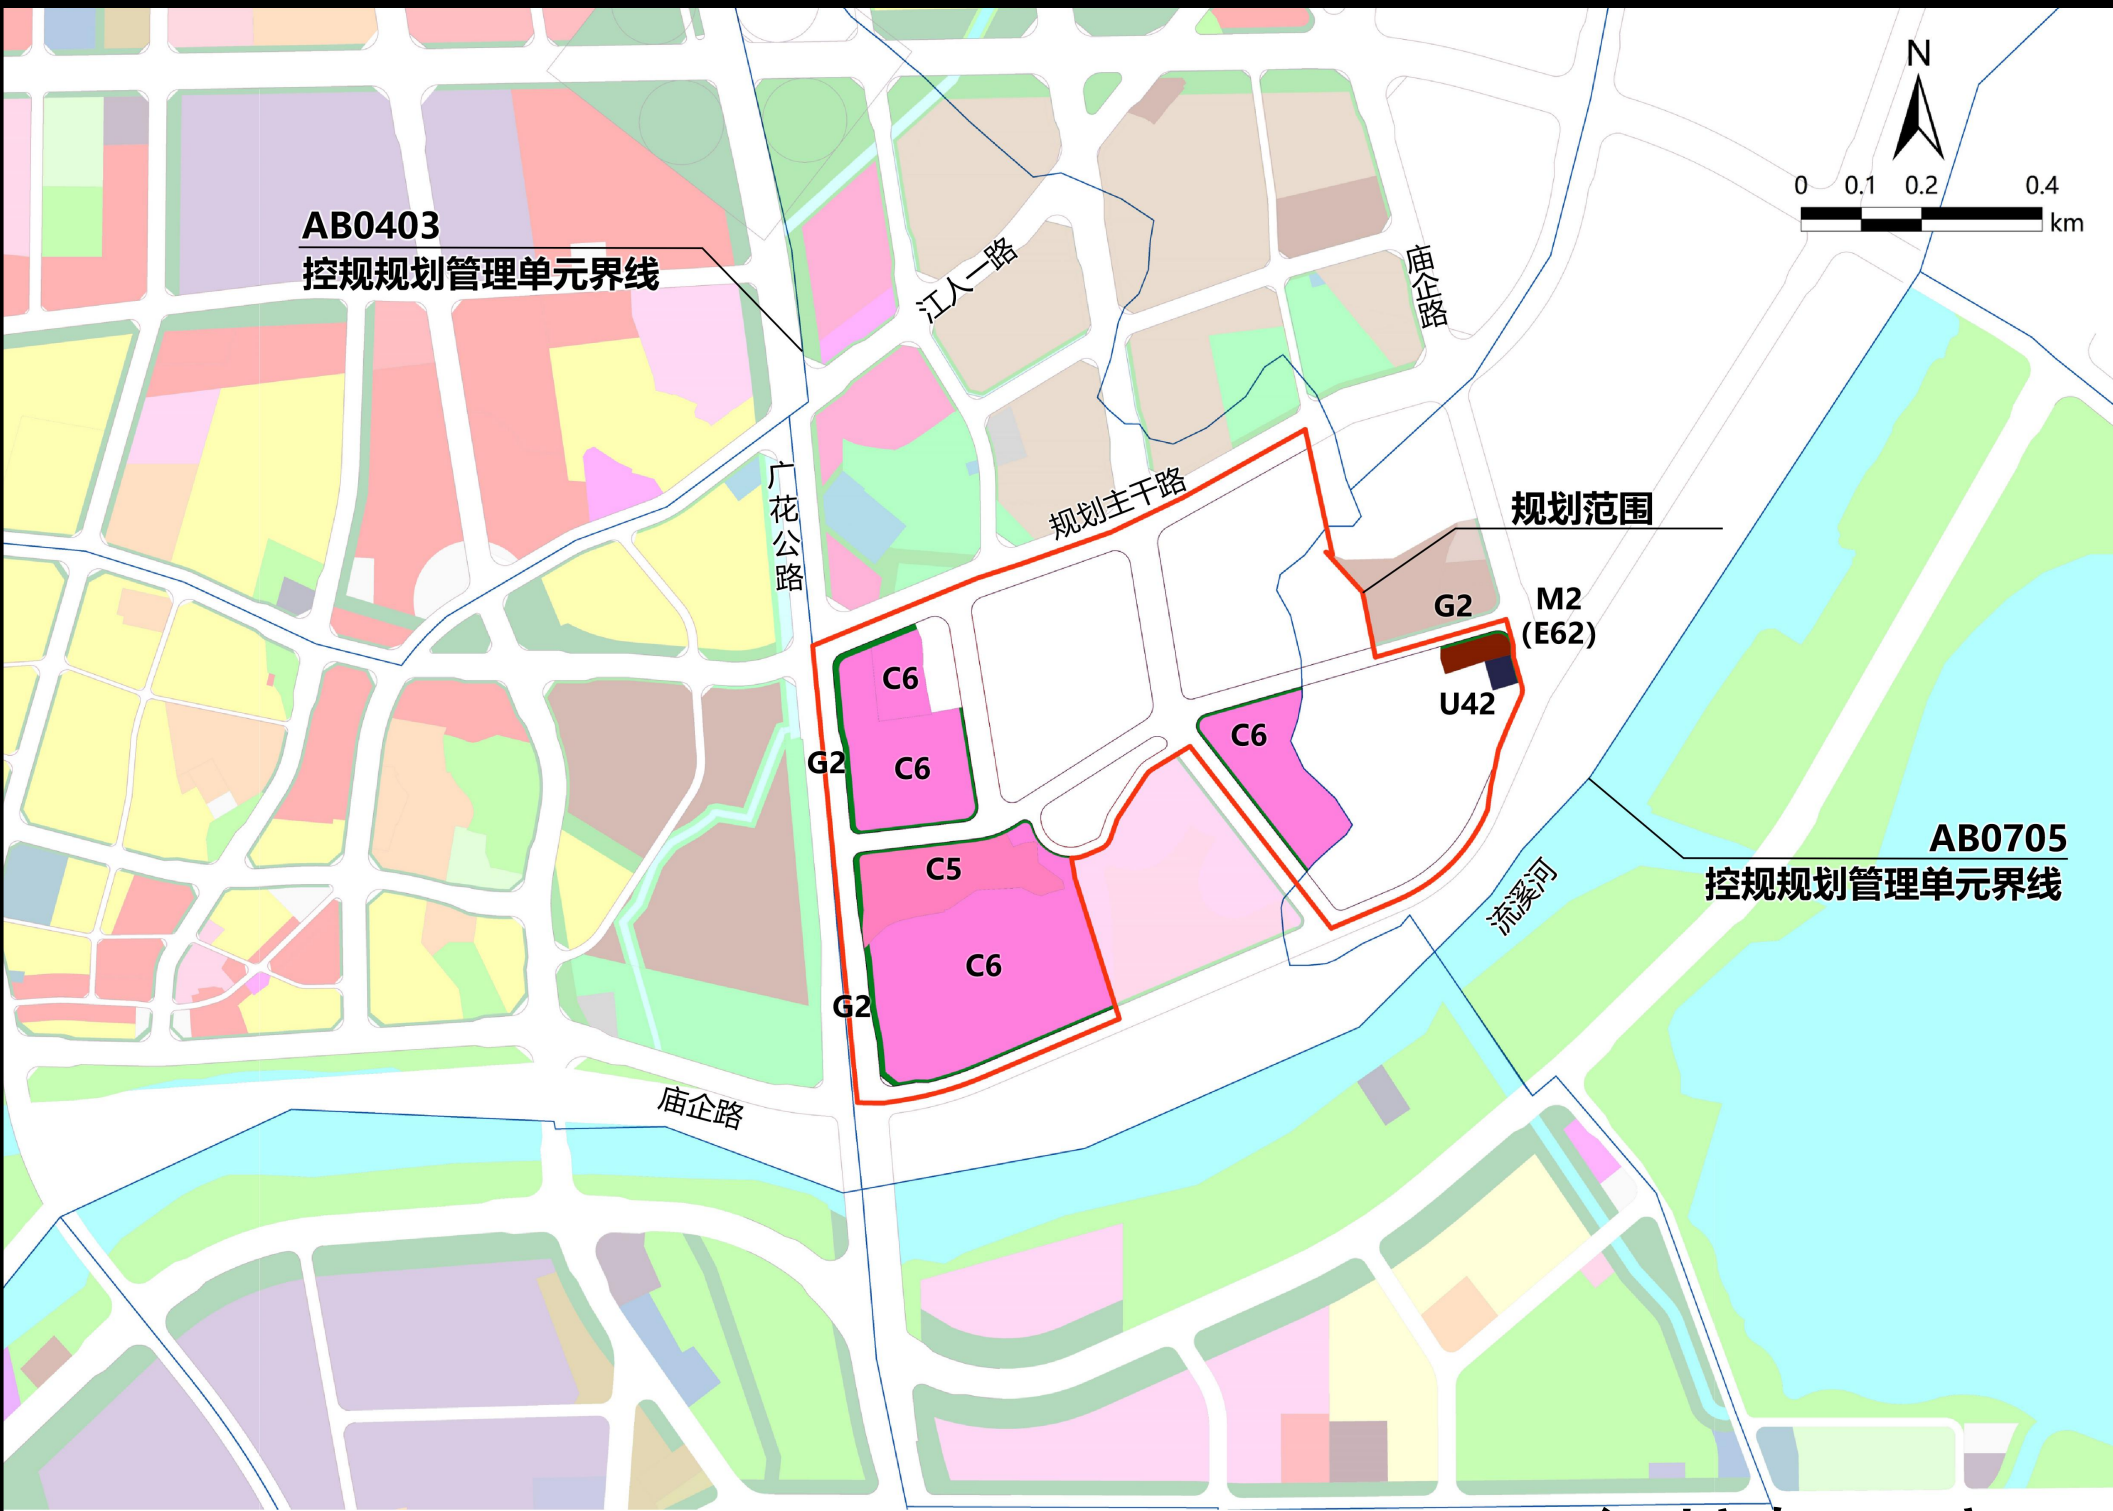 N
0 0.1 0.2 0.4
km
AB0403
控规规划管理单元界线
江人一路
庙企路
广花公路
规划主干路
规划范围
G2
M2
(E62)
U42
C6
C6
G2
C6
C5
C6
G2
AB0705
控规规划管理单元界线
流溪河
庙企路